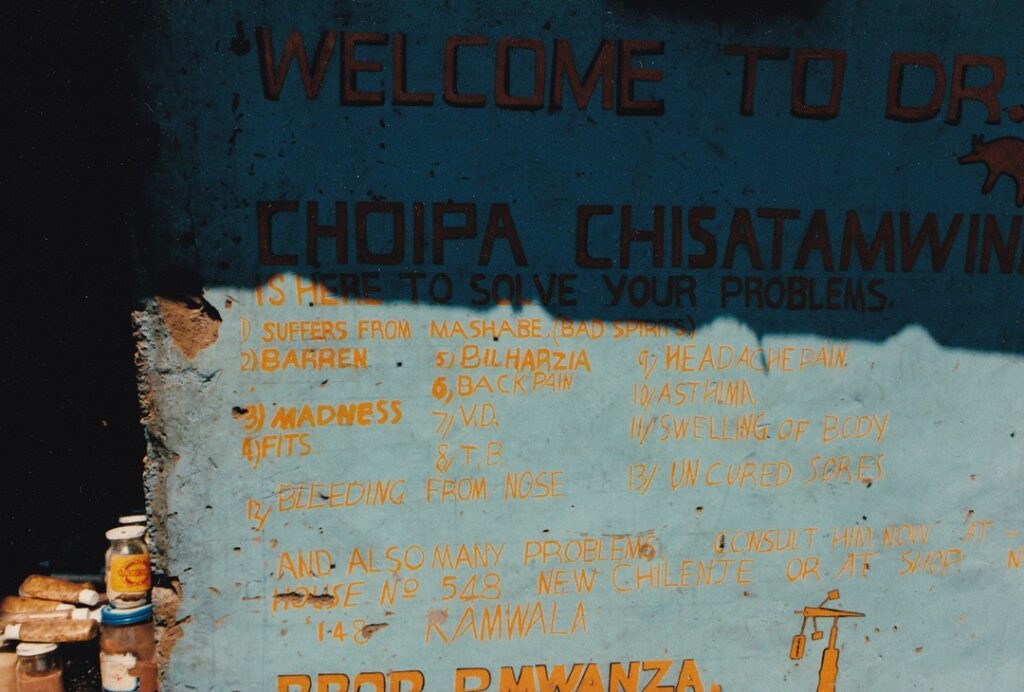 WELCOME TO DR.
CHOIPA CHISATAMWIN
IS HERE TO SOLVE YOUR PROBLEMS.
1) SUFFERS FROM MASHABE.(BAD SPIRITS)
2) BARREN 5) BILHARZIA 9/ HEADACHE PAIN.
6, BACK PAIN 10/ ASTHMA.
3) MADNESS 7/ V.D. 11/ SWELLING OF BODY
4) FITS 8/ T.B.
12/ BLEEDING FROM NOSE 13/ UNCURED SORES
AND ALSO MANY PROBLEMS CONSULT HIM NOW AT -
HOUSE Nº 548 NEW CHILENJE OR AT SHOP N
148 KAMWALA
PROP. P. MWANZA.